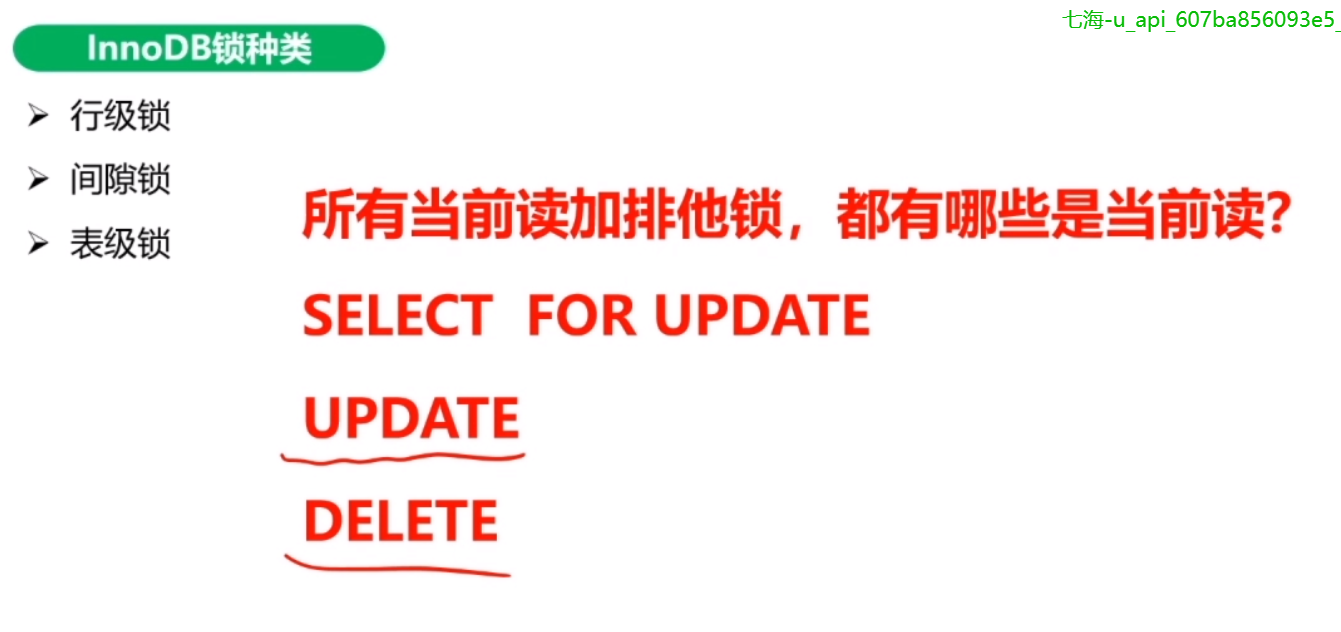 七海-u_api_607ba856093e5_
InnoDB锁种类
行级锁
间隙锁
表级锁
所有当前读加排他锁，都有哪些是当前读？
SELECT FOR UPDATE
UPDATE
DELETE